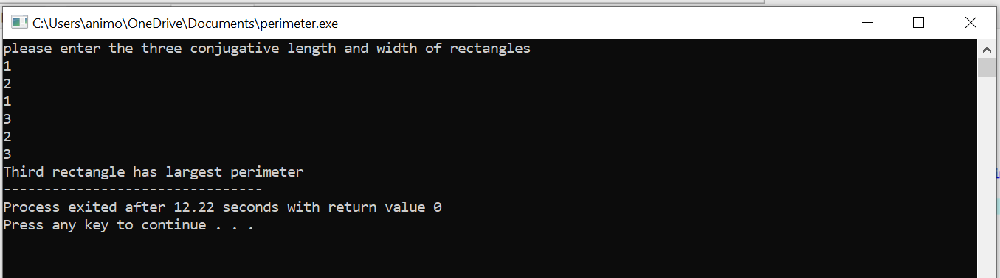 C:\Users\animo\OneDrive\Documents\perimeter.exe
please enter the three conjugative length and width of rectangles
1
2
1
3
2
3
Third rectangle has largest perimeter
--------------------------------
Process exited after 12.22 seconds with return value 0
Press any key to continue . . .